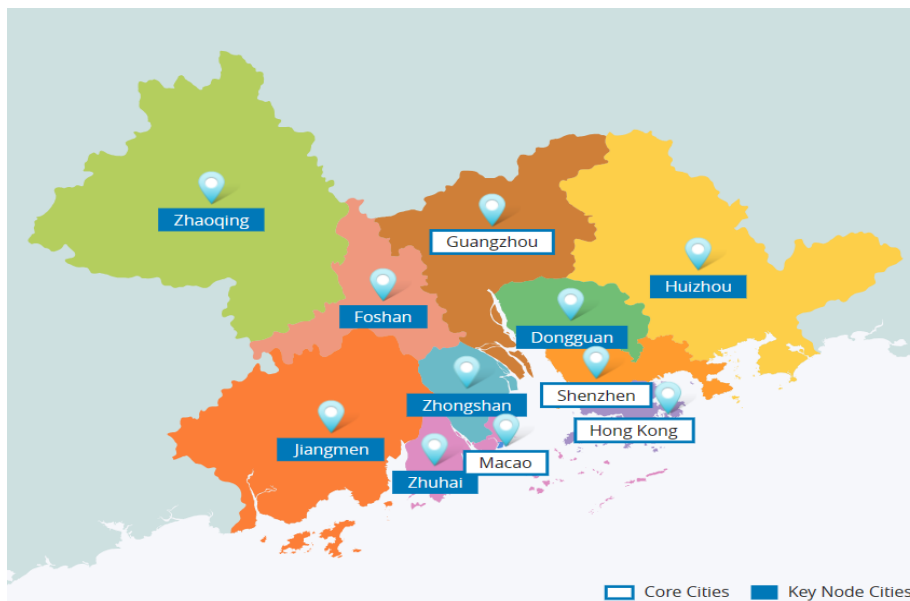 Zhaoqing
Guangzhou
Huizhou
Foshan
Dongguan
Shenzhen
Zhongshan
Hong Kong
Jiangmen
Macao
Zhuhai
Core Cities
Key Node Cities